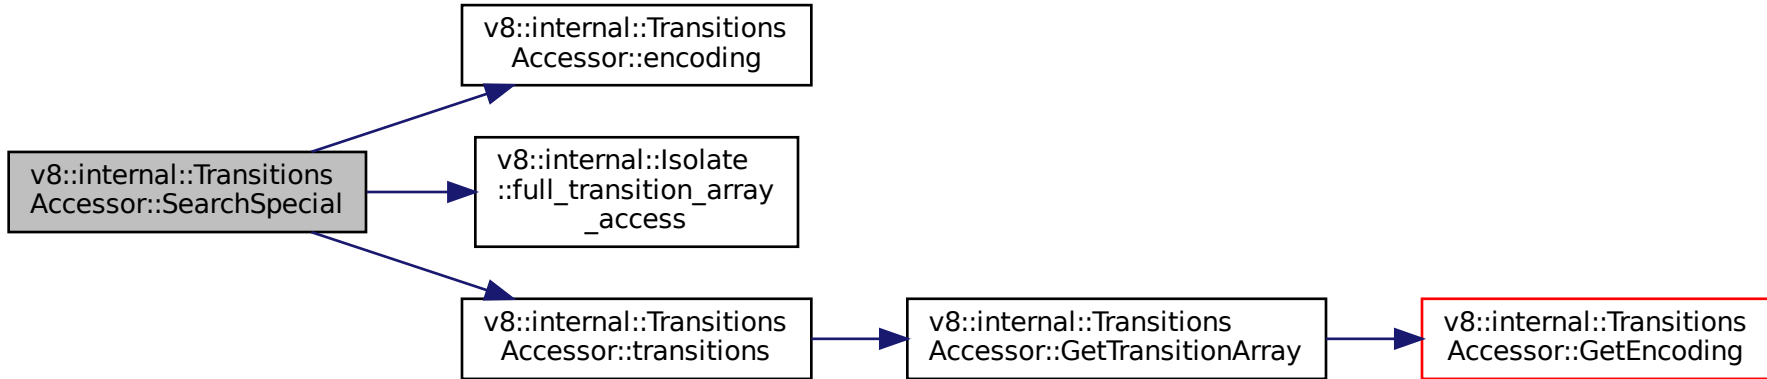 v8::internal::Transitions
Accessor::SearchSpecial
v8::internal::Transitions
Accessor::encoding
v8::internal::Isolate
::full_transition_array
_access
v8::internal::Transitions
Accessor::transitions
v8::internal::Transitions
Accessor::GetTransitionArray
v8::internal::Transitions
Accessor::GetEncoding